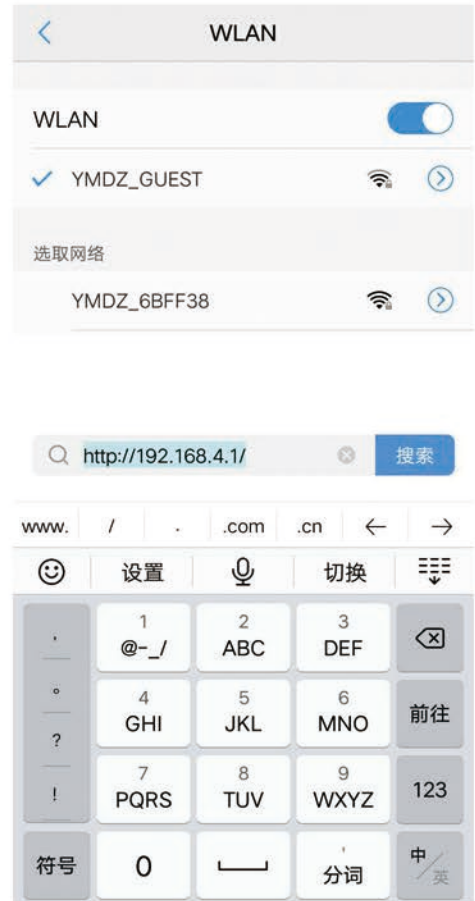 WLAN
WLAN
YMDZ_GUEST
选取网络
YMDZ_6BFF38
http://192.168.4.1/ 搜索
www. / . .com .cn ← →
设置 切换
, 1 2 3
@-_/ ABC DEF
。 4 5 6 前往
GHI JKL MNO
?
! 7 8 9 123
PQRS TUV WXYZ
符号 0 ' 中/英
分词